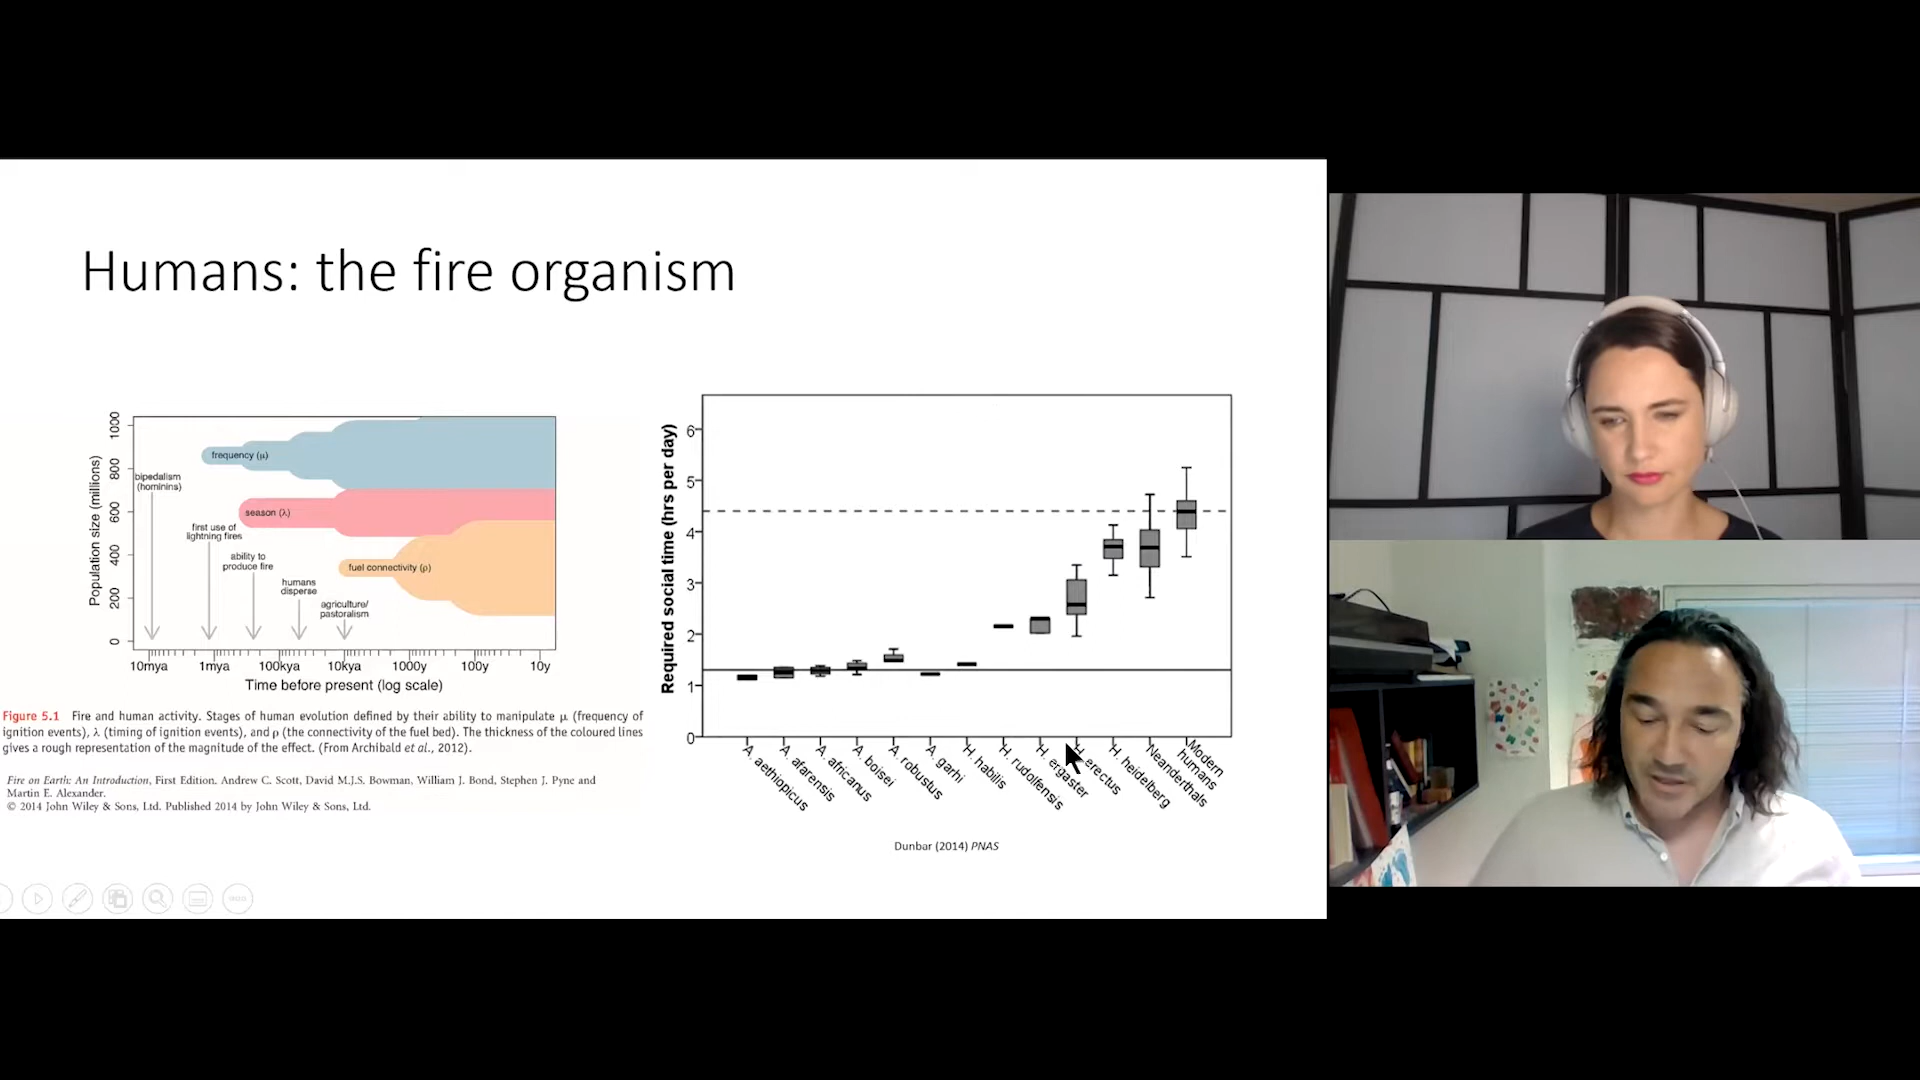 Humans: the fire organism
Population size (millions)
1000
800
600
400
200
0
frequency (μ)
bipedalism
(hominins)
season (λ)
first use of
lightning fires
ability to
produce fire
fuel connectivity (ρ)
humans
disperse
agriculture/
pastoralism
10mya
1mya
100kya
10kya
1000y
100y
10y
Time before present (log scale)
Figure 5.1 Fire and human activity. Stages of human evolution defined by their ability to manipulate μ (frequency of
ignition events), λ (timing of ignition events), and ρ (the connectivity of the fuel bed). The thickness of the coloured lines
gives a rough representation of the magnitude of the effect. (From Archibald et al., 2012).
Fire on Earth: An Introduction, First Edition. Andrew C. Scott, David M.J.S. Bowman, William J. Bond, Stephen J. Pyne and
Martin E. Alexander.
© 2014 John Wiley & Sons, Ltd. Published 2014 by John Wiley & Sons, Ltd.
Required social time (hrs per day)
6
5
4
3
2
1
0
A. aethiopicus
A. afarensis
A. africanus
A. boisei
A. robustus
A. garhi
H. habilis
H. rudolfensis
H. ergaster
H. erectus
H. heidelberg
Neanderthals
Modern
humans
Dunbar (2014) PNAS